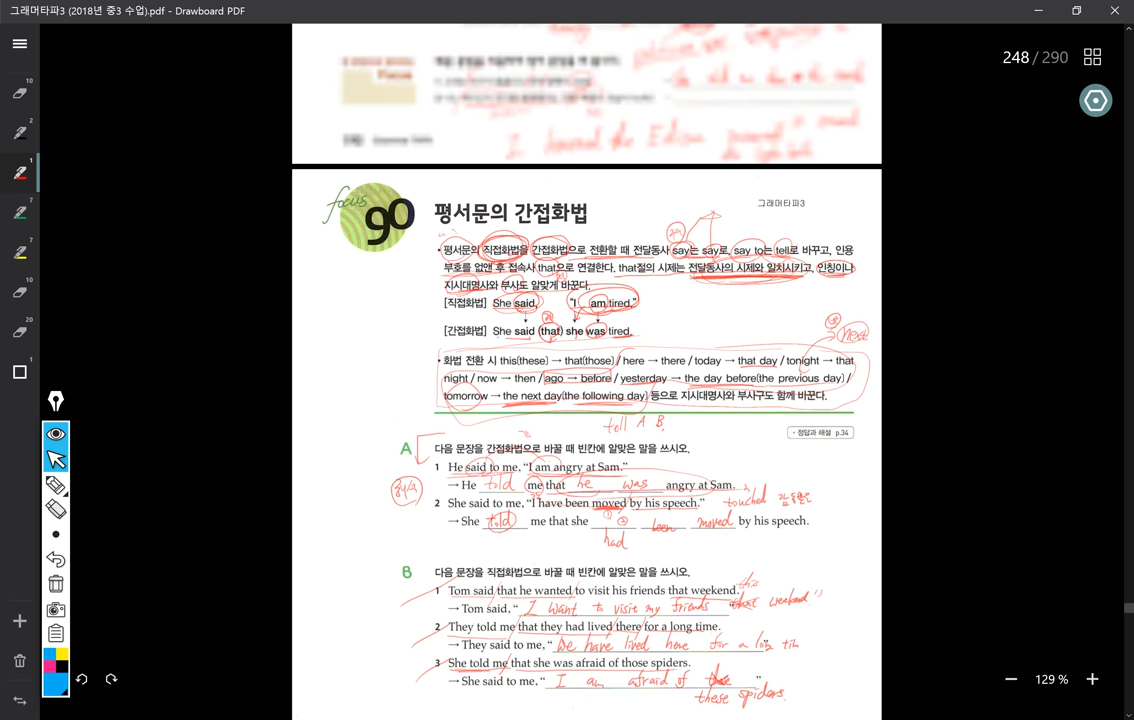 그래머타파3 (2018년 중3 수업).pdf - Drawboard PDF
248 / 290
I learned the Edison
focus 90
평서문의 간접화법
그래머타파3
• 평서문의 직접화법을 간접화법으로 전환할 때 전달동사 say는 say로, say to는 tell로 바꾸고, 인용
부호를 없앤 후 접속사 that으로 연결한다. that절의 시제는 전달동사의 시제와 일치시키고, 인칭이나
지시대명사와 부사도 알맞게 바꾼다.
[직접화법] She said, "I am tired."
[간접화법] She said (that) she was tired.
next
• 화법 전환 시 this(these) → that(those) / here → there / today → that day / tonight → that
night / now → then / ago → before / yesterday → the day before(the previous day) /
tomorrow → the next day(the following day) 등으로 지시대명사와 부사구도 함께 바꾼다.
tell A B
• 정답과 해설 p.34
A 다음 문장을 간접화법으로 바꿀 때 빈칸에 알맞은 말을 쓰시오.
1 He said to me, "I am angry at Sam."
→ He told me that he was angry at Sam.
2 She said to me, "I have been moved by his speech."
touched 감동받은
→ She told me that she had been moved by his speech.
B 다음 문장을 직접화법으로 바꿀 때 빈칸에 알맞은 말을 쓰시오.
1 Tom said that he wanted to visit his friends that weekend.
this
→ Tom said, "I want to visit my friends that weekend"
2 They told me that they had lived there for a long time.
→ They said to me, "We have lived here for a long tim"
3 She told me that she was afraid of those spiders.
→ She said to me, "I am afraid of "
these spiders.
129 %
10
2
1
7
7
10
20
1